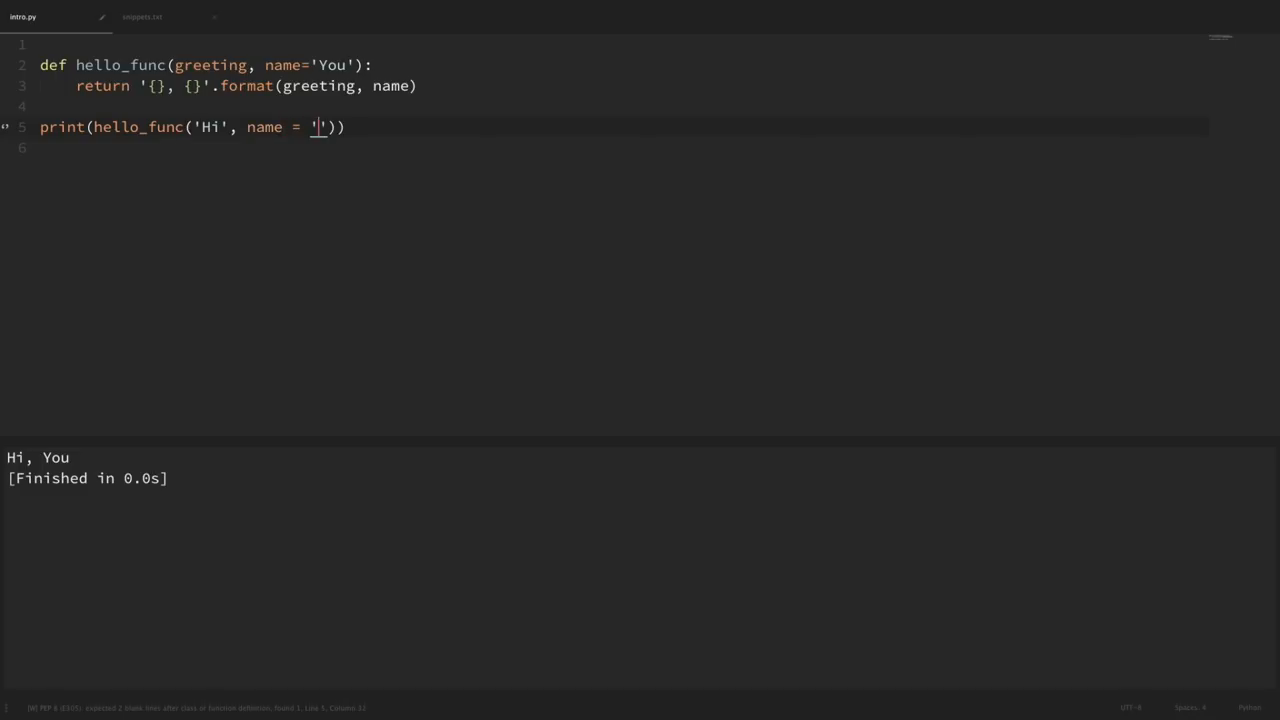 intro.py
snippets.txt
1
2 def hello_func(greeting, name='You'):
3 return '{}, {}'.format(greeting, name)
4
5 print(hello_func('Hi', name = ''))
6
Hi, You
[Finished in 0.0s]
[W] PEP 8 (E305): expected 2 blank lines after class or function definition, found 1, Line 5, Column 32
UTF-8
Spaces: 4
Python